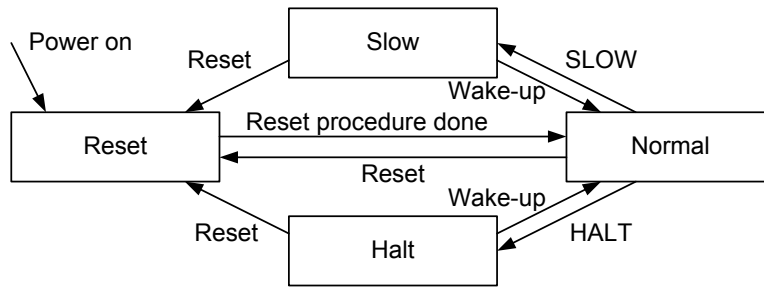 Power on
Slow
Reset
SLOW
Wake-up
Reset
Reset procedure done
Normal
Reset
Wake-up
Reset
Halt
HALT